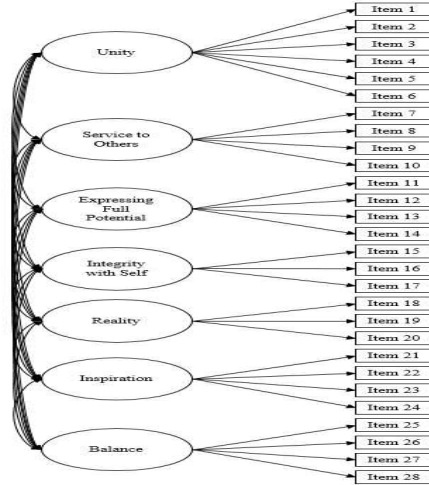 Item 1
Item 2
Item 3
Unity
Item 4
Item 5
Item 6
Item 7
Service to
Others
Item 8
Item 9
Item 10
Expressing
Full
Potential
Item 11
Item 12
Item 13
Item 14
Integrity
with Self
Item 15
Item 16
Item 17
Reality
Item 18
Item 19
Item 20
Inspiration
Item 21
Item 22
Item 23
Item 24
Balance
Item 25
Item 26
Item 27
Item 28